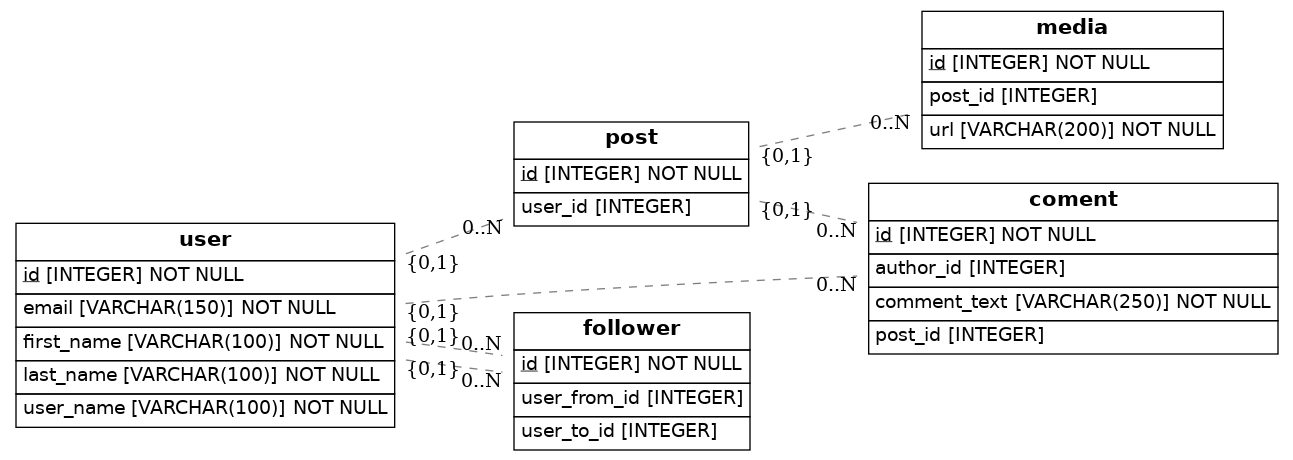 media
id [INTEGER] NOT NULL
post_id [INTEGER]
url [VARCHAR(200)] NOT NULL
0..N
{0,1}
post
id [INTEGER] NOT NULL
user_id [INTEGER]
{0,1}
0..N
coment
id [INTEGER] NOT NULL
author_id [INTEGER]
comment_text [VARCHAR(250)] NOT NULL
post_id [INTEGER]
0..N
{0,1}
user
id [INTEGER] NOT NULL
email [VARCHAR(150)] NOT NULL
first_name [VARCHAR(100)] NOT NULL
last_name [VARCHAR(100)] NOT NULL
user_name [VARCHAR(100)] NOT NULL
0..N
{0,1}
{0,1}
0..N
{0,1}
0..N
follower
id [INTEGER] NOT NULL
user_from_id [INTEGER]
user_to_id [INTEGER]